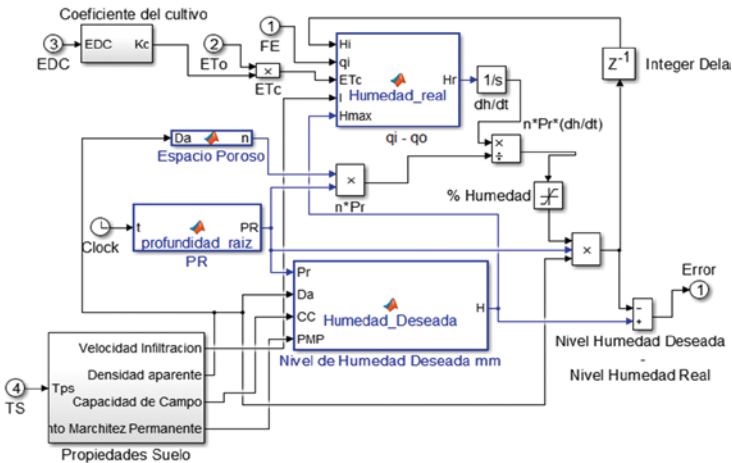 Coeficiente del cultivo
3
EDC
EDC
Kc
2
ETo
1
FE
×
ETc
Hi
qi
ETc
I
Hmax
Humedad_real
Hr
qi - qo
1/s
dh/dt
Z-1
Integer Dela
n*Pr*(dh/dt)
×
÷
Da
n
Espacio Poroso
×
n*Pr
% Humedad
Clock
t
profundidad_raiz
PR
PR
×
Pr
Da
CC
PMP
Humedad_Deseada
H
Nivel de Humedad Deseada mm
Error
1
-
+
Nivel Humedad Deseada
-
Nivel Humedad Real
4
TS
Tps
Velocidad Infiltracion
Densidad aparente
Capacidad de Campo
nto Marchitez Permanente
Propiedades Suelo